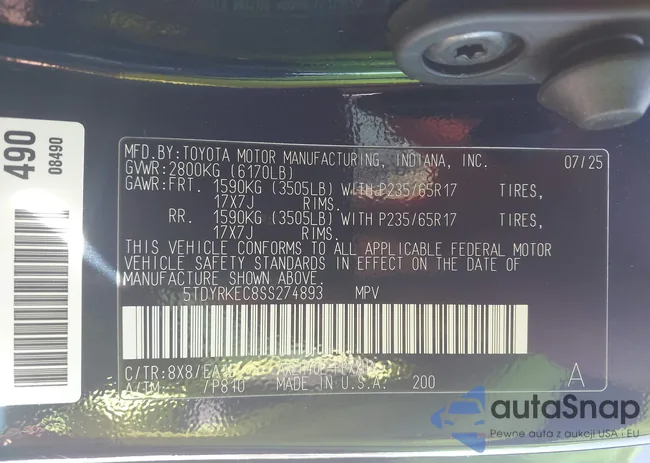 490
08490
MFD.BY:TOYOTA MOTOR MANUFACTURING, INDIANA, INC. 07/25
GVWR:2800KG (6170LB)
GAWR:FRT. 1590KG (3505LB) WITH P235/65R17 TIRES,
17X7J RIMS.
RR. 1590KG (3505LB) WITH P235/65R17 TIRES,
17X7J RIMS.
THIS VEHICLE CONFORMS TO ALL APPLICABLE FEDERAL MOTOR
VEHICLE SAFETY STANDARDS IN EFFECT ON THE DATE OF
MANUFACTURE SHOWN ABOVE.
5TDYRKEC8SS274893 MPV
C/TR:8X8/EA
A/TM: /P810 MADE IN U.S.A. 200 A
autaSnap
Pewne auta z aukcji USA i EU